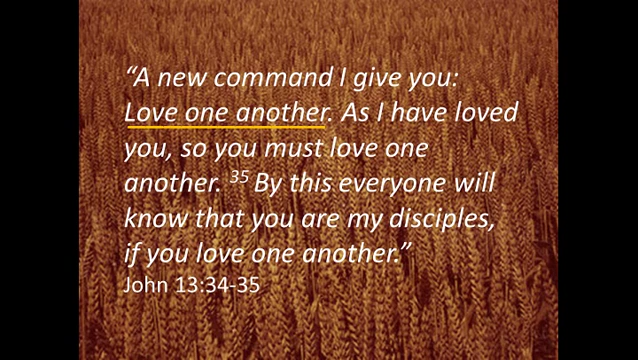 “A new command I give you:
Love one another. As I have loved
you, so you must love one
another. 35 By this everyone will
know that you are my disciples,
if you love one another.”
John 13:34-35